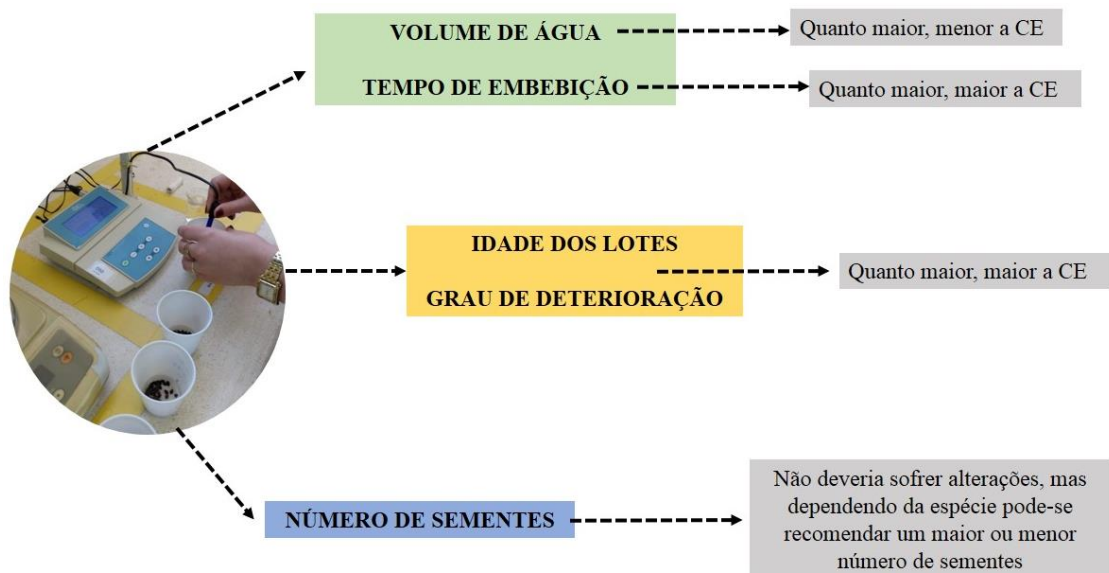 VOLUME DE ÁGUA
Quanto maior, menor a CE
TEMPO DE EMBEBIÇÃO
Quanto maior, maior a CE
IDADE DOS LOTES
GRAU DE DETERIORAÇÃO
Quanto maior, maior a CE
NÚMERO DE SEMENTES
Não deveria sofrer alterações, mas
dependendo da espécie pode-se
recomendar um maior ou menor
número de sementes